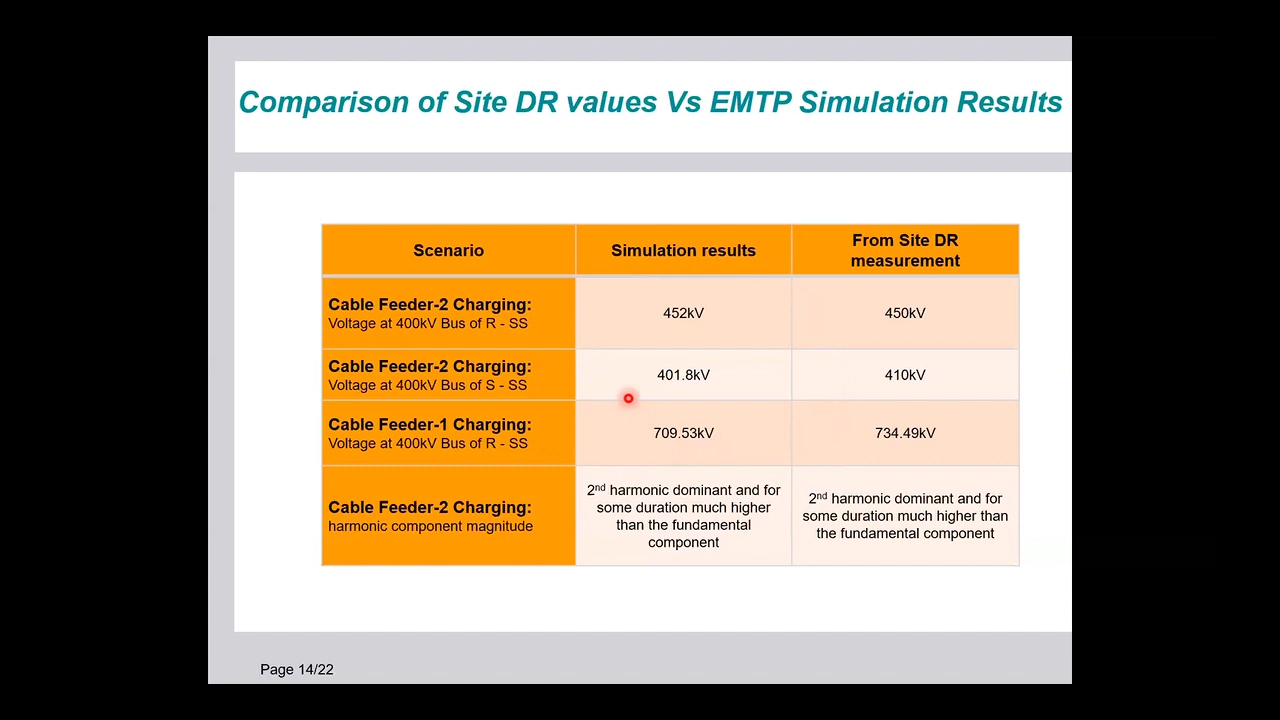 Comparison of Site DR values Vs EMTP Simulation Results
Scenario
Simulation results
From Site DR
measurement
Cable Feeder-2 Charging:
Voltage at 400kV Bus of R - SS
452kV
450kV
Cable Feeder-2 Charging:
Voltage at 400kV Bus of S - SS
401.8kV
410kV
Cable Feeder-1 Charging:
Voltage at 400kV Bus of R - SS
709.53kV
734.49kV
Cable Feeder-2 Charging:
harmonic component magnitude
2nd harmonic dominant and for
some duration much higher
than the fundamental
component
2nd harmonic dominant and for
some duration much higher than
the fundamental component
Page 14/22